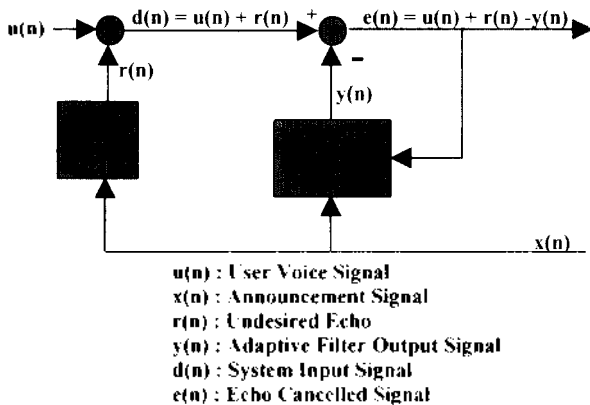 u(n)
d(n) = u(n) + r(n)
+
e(n) = u(n) + r(n) -y(n)
r(n)
−
y(n)
x(n)
u(n) : User Voice Signal
x(n) : Announcement Signal
r(n) : Undesired Echo
y(n) : Adaptive Filter Output Signal
d(n) : System Input Signal
e(n) : Echo Cancelled Signal